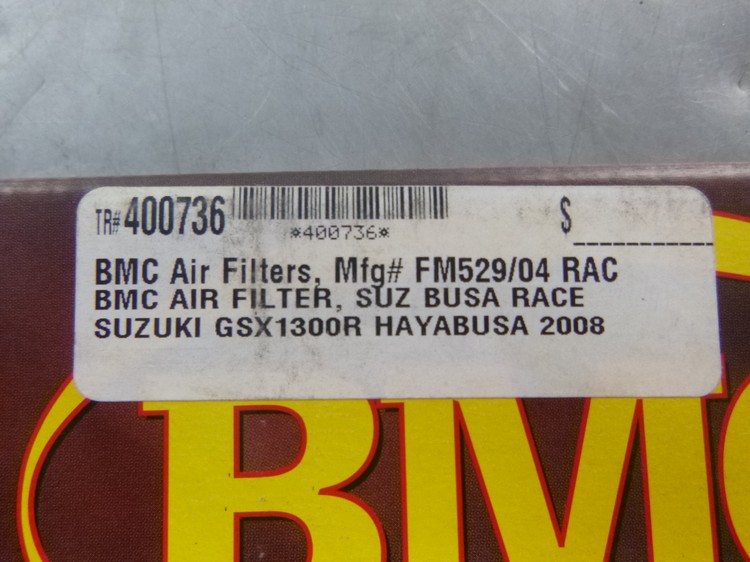 TR# 400736
*400736*
$
BMC Air Filters, Mfg# FM529/04 RAC
BMC AIR FILTER, SUZ BUSA RACE
SUZUKI GSX1300R HAYABUSA 2008
BMC